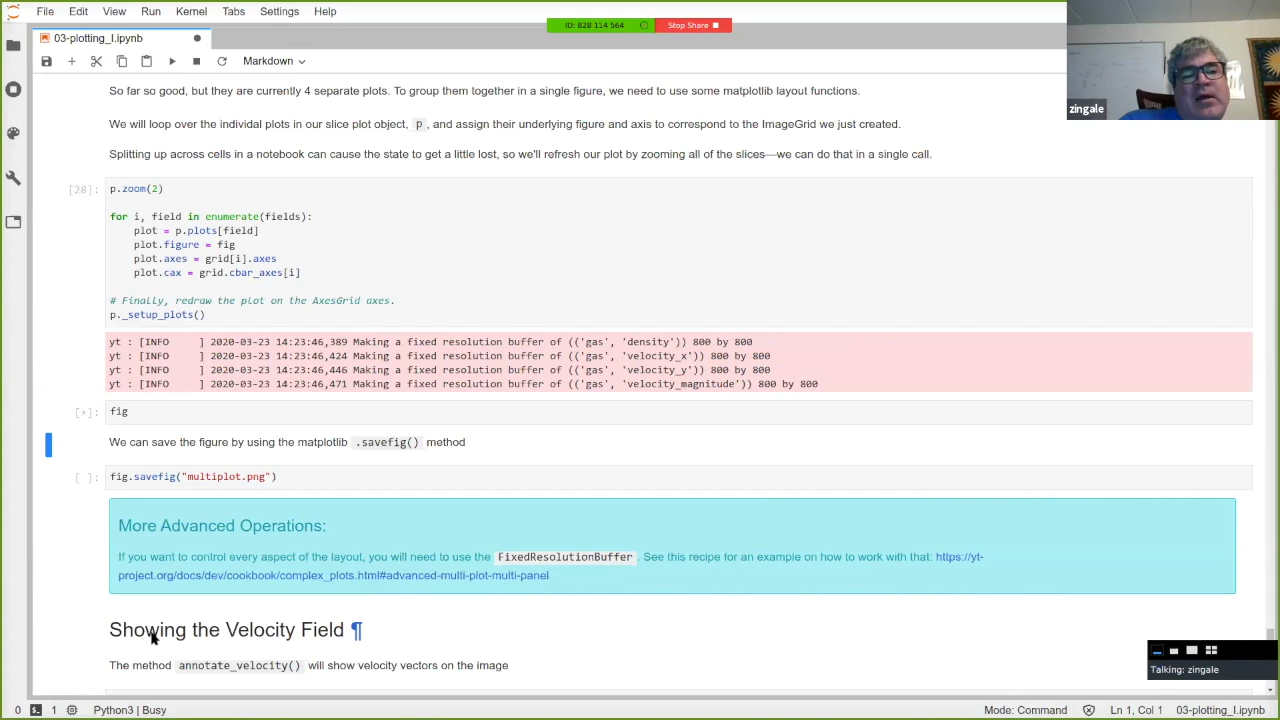 File Edit View Run Kernel Tabs Settings Help
ID: 828 114 564 Stop Share
03-plotting_I.ipynb
Markdown
zingale
So far so good, but they are currently 4 separate plots. To group them together in a single figure, we need to use some matplotlib layout functions.
We will loop over the individal plots in our slice plot object, p , and assign their underlying figure and axis to correspond to the ImageGrid we just created.
Splitting up across cells in a notebook can cause the state to get a little lost, so we'll refresh our plot by zooming all of the slices—we can do that in a single call.
[28]: p.zoom(2)
for i, field in enumerate(fields):
plot = p.plots[field]
plot.figure = fig
plot.axes = grid[i].axes
plot.cax = grid.cbar_axes[i]
# Finally, redraw the plot on the AxesGrid axes.
p._setup_plots()
yt : [INFO ] 2020-03-23 14:23:46,389 Making a fixed resolution buffer of (('gas', 'density')) 800 by 800
yt : [INFO ] 2020-03-23 14:23:46,424 Making a fixed resolution buffer of (('gas', 'velocity_x')) 800 by 800
yt : [INFO ] 2020-03-23 14:23:46,446 Making a fixed resolution buffer of (('gas', 'velocity_y')) 800 by 800
yt : [INFO ] 2020-03-23 14:23:46,471 Making a fixed resolution buffer of (('gas', 'velocity_magnitude')) 800 by 800
[*]: fig
We can save the figure by using the matplotlib .savefig() method
[ ]: fig.savefig("multiplot.png")
More Advanced Operations:
If you want to control every aspect of the layout, you will need to use the FixedResolutionBuffer . See this recipe for an example on how to work with that: https://yt-
project.org/docs/dev/cookbook/complex_plots.html#advanced-multi-plot-multi-panel
Showing the Velocity Field ¶
The method annotate_velocity() will show velocity vectors on the image
Talking: zingale
0 1 Python3 | Busy Mode: Command Ln 1, Col 1 03-plotting_I.ipynb